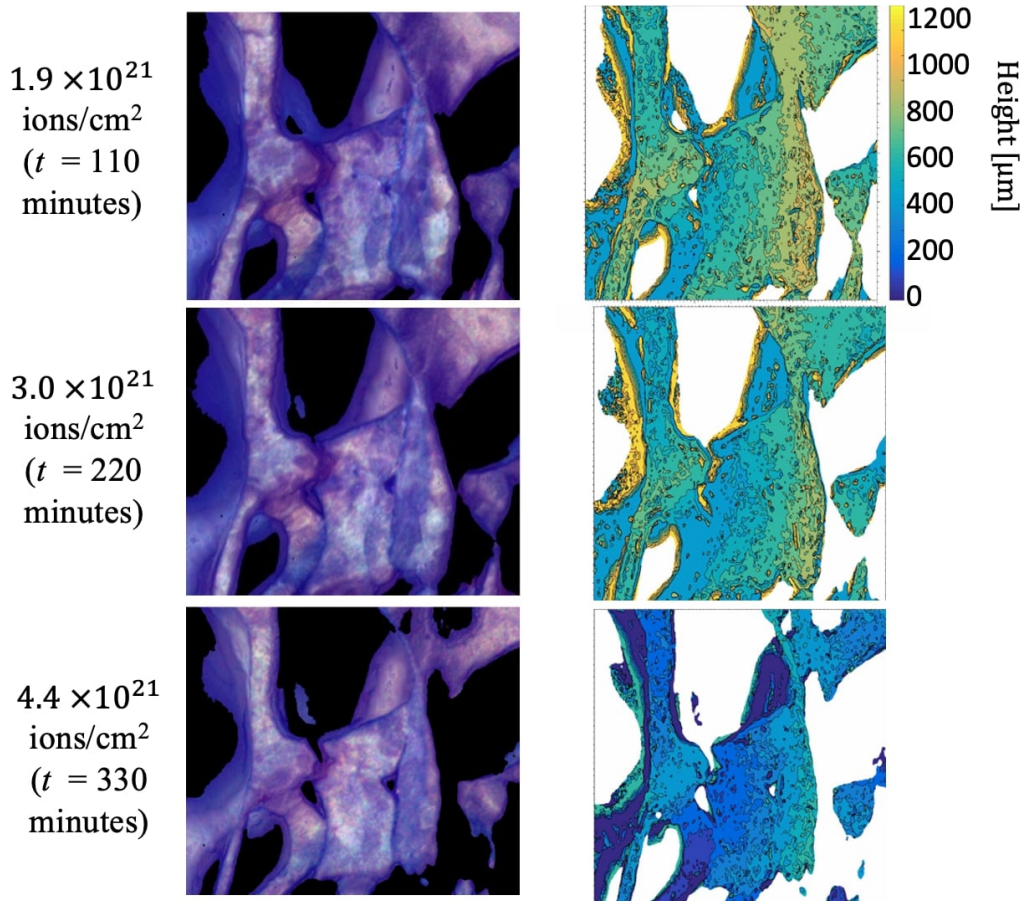 1.9 ×10²¹
ions/cm²
(t = 110
minutes)
1200
1000
800
600
400
200
0
Height [μm]
3.0 ×10²¹
ions/cm²
(t = 220
minutes)
4.4 ×10²¹
ions/cm²
(t = 330
minutes)